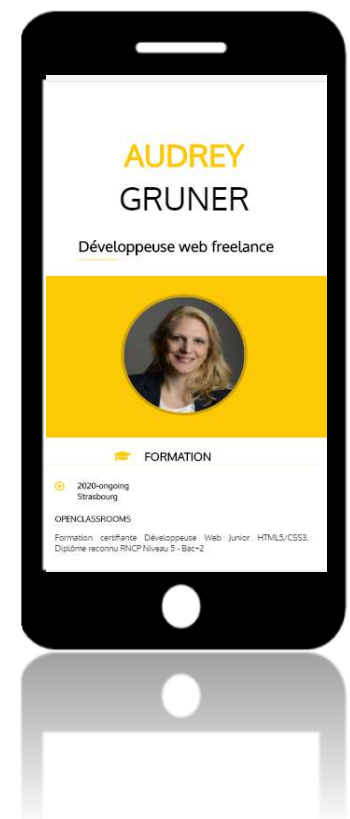 AUDREY
GRUNER
Développeuse web freelance
FORMATION
2020-ongoing
Strasbourg
OPENCLASSROOMS
Formation certifiante Développeuse Web Junior HTML5/CSS3,
Diplôme reconnu RNCP Niveau 5 - Bac+2